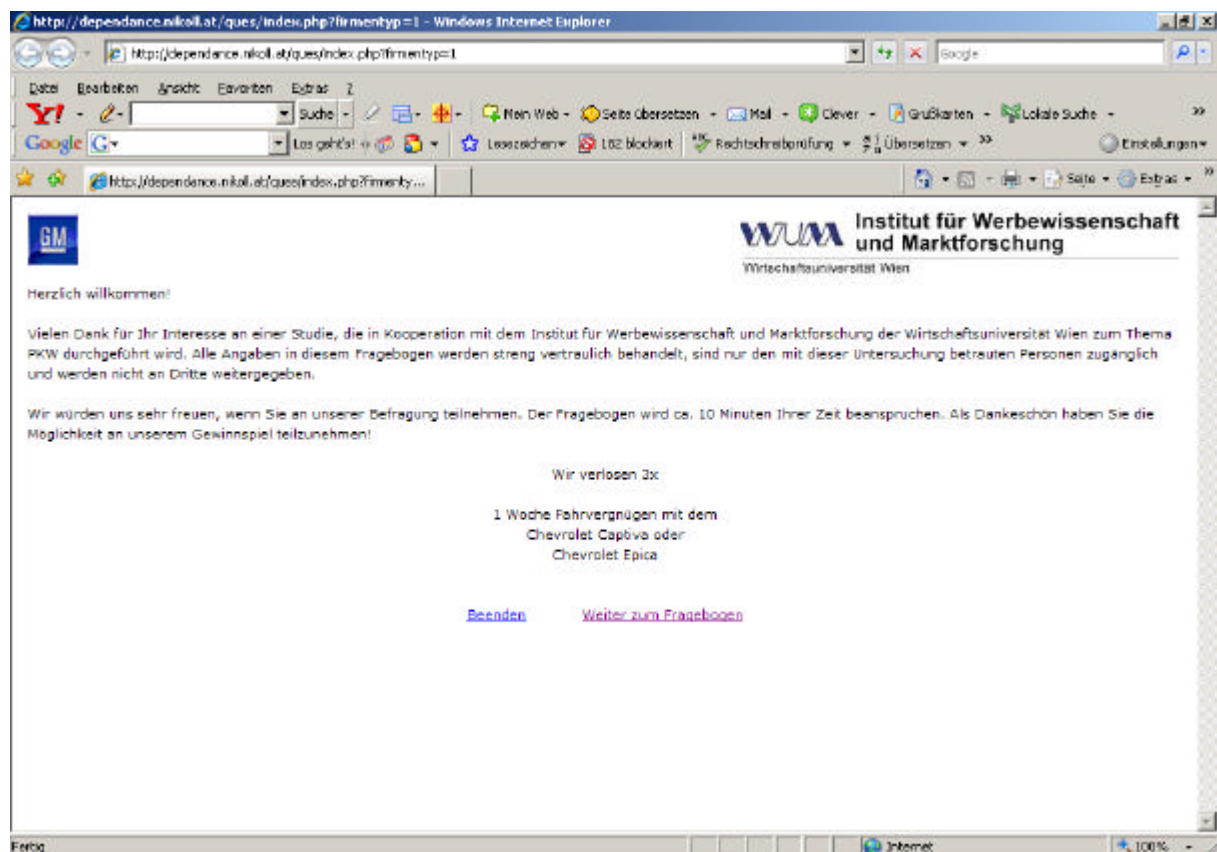 http://dependance.nikoll.at/ques/index.php?firmentyp=1 - Windows Internet Explorer
http://dependance.nikoll.at/ques/index.php?firmentyp=1
Google
Datei Bearbeiten Ansicht Favoriten Extras ?
Y! Suche Mein Web Seite übersetzen Mail Clever Grußkarten Lokale Suche »
Google G Los geht's! Lesezeichen 162 blockiert Rechtschreibprüfung Übersetzen » Einstellungen
http://dependance.nikoll.at/ques/index.php?firmenty... Seite Extras »
GM
WUM Institut für Werbewissenschaft
und Marktforschung
Wirtschaftsuniversität Wien
Herzlich willkommen!
Vielen Dank für Ihr Interesse an einer Studie, die in Kooperation mit dem Institut für Werbewissenschaft und Marktforschung der Wirtschaftsuniversität Wien zum Thema
PKW durchgeführt wird. Alle Angaben in diesem Fragebogen werden streng vertraulich behandelt, sind nur den mit dieser Untersuchung betrauten Personen zugänglich
und werden nicht an Dritte weitergegeben.
Wir würden uns sehr freuen, wenn Sie an unserer Befragung teilnehmen. Der Fragebogen wird ca. 10 Minuten Ihrer Zeit beanspruchen. Als Dankeschön haben Sie die
Möglichkeit an unserem Gewinnspiel teilzunehmen!
Wir verlosen 3x
1 Woche Fahrvergnügen mit dem
Chevrolet Captiva oder
Chevrolet Epica
Beenden Weiter zum Fragebogen
Fertig Internet 100%